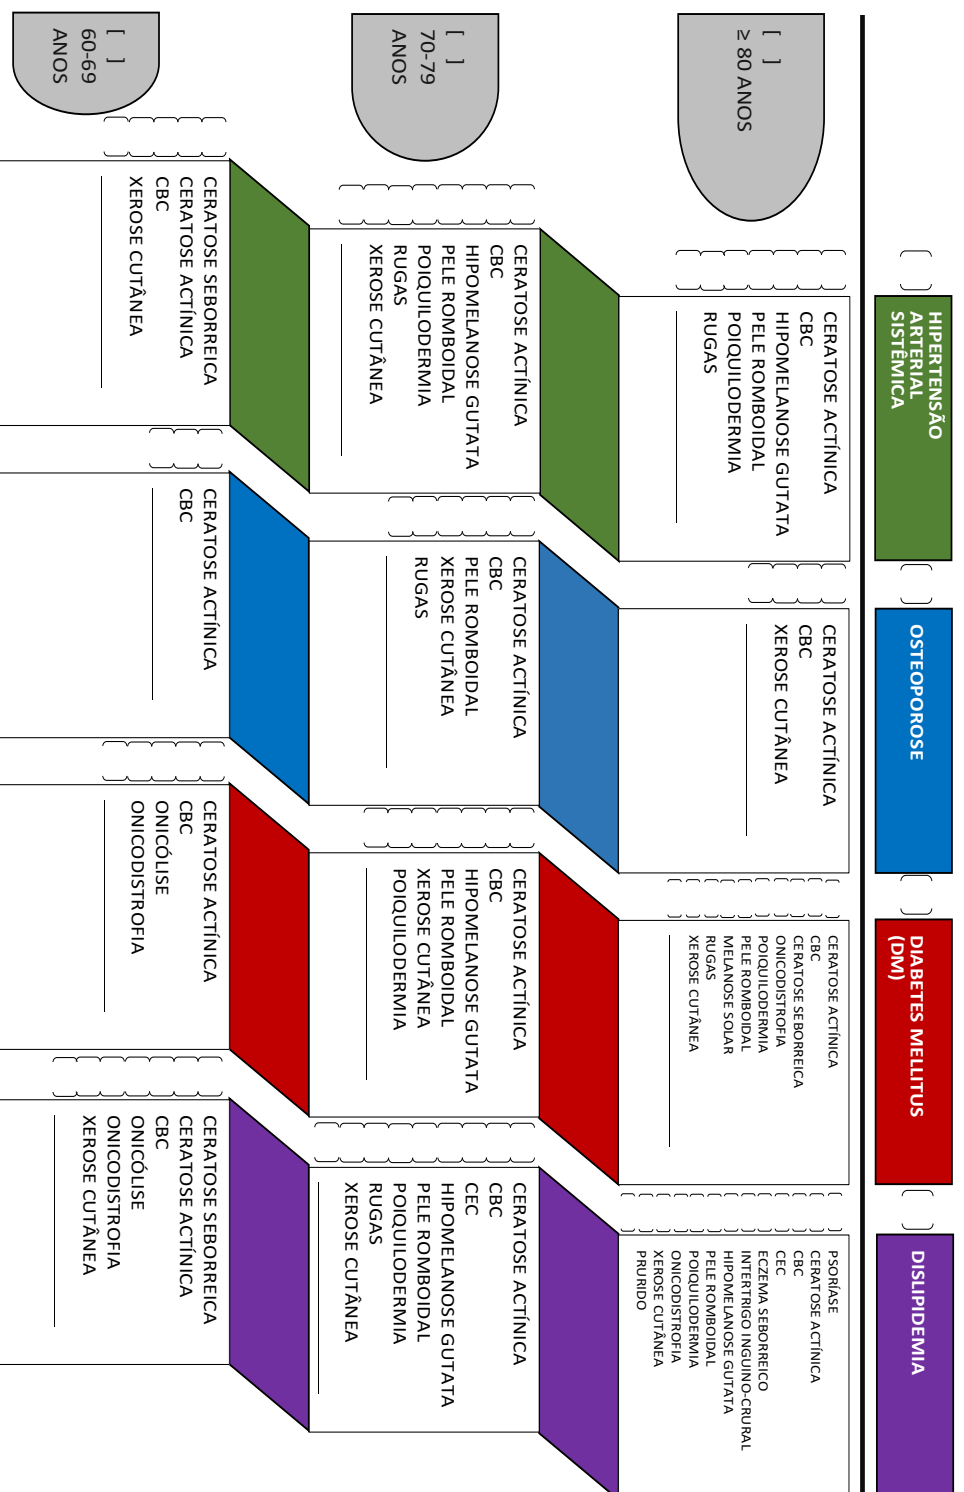 HIPERTENSÃO
ARTERIAL
SISTÊMICA
OSTEOPOROSE
DIABETES MELLITUS
(DM)
DISLIPIDEMIA
[ ]
≥ 80 ANOS
CERATOSE ACTÍNICA
CBC
HIPOMELANOSE GUTATA
PELE ROMBOIDAL
POIQUILODERMIA
RUGAS
CERATOSE ACTÍNICA
CBC
XEROSE CUTÂNEA
CERATOSE ACTÍNICA
CBC
CERATOSE SEBORREICA
ONICODISTROFIA
POIQUILODERMIA
PELE ROMBOIDAL
MELANOSE SOLAR
RUGAS
XEROSE CUTÂNEA
PSORÍASE
CERATOSE ACTÍNICA
CBC
CEC
ECZEMA SEBORREICO
INTERTRIGO INGUINO-CRURAL
HIPOMELANOSE GUTATA
PELE ROMBOIDAL
POIQUILODERMIA
ONICODISTROFIA
XEROSE CUTÂNEA
PRURIDO
[ ]
70-79
ANOS
CERATOSE ACTÍNICA
CBC
HIPOMELANOSE GUTATA
PELE ROMBOIDAL
POIQUILODERMIA
RUGAS
XEROSE CUTÂNEA
CERATOSE ACTÍNICA
CBC
PELE ROMBOIDAL
XEROSE CUTÂNEA
RUGAS
CERATOSE ACTÍNICA
CBC
HIPOMELANOSE GUTATA
PELE ROMBOIDAL
XEROSE CUTÂNEA
POIQUILODERMIA
CERATOSE ACTÍNICA
CBC
CEC
HIPOMELANOSE GUTATA
PELE ROMBOIDAL
POIQUILODERMIA
RUGAS
XEROSE CUTÂNEA
[ ]
60-69
ANOS
CERATOSE SEBORREICA
CERATOSE ACTÍNICA
CBC
XEROSE CUTÂNEA
CERATOSE ACTÍNICA
CBC
CERATOSE ACTÍNICA
CBC
ONICÓLISE
ONICODISTROFIA
CERATOSE SEBORREICA
CERATOSE ACTÍNICA
CBC
ONICÓLISE
ONICODISTROFIA
XEROSE CUTÂNEA